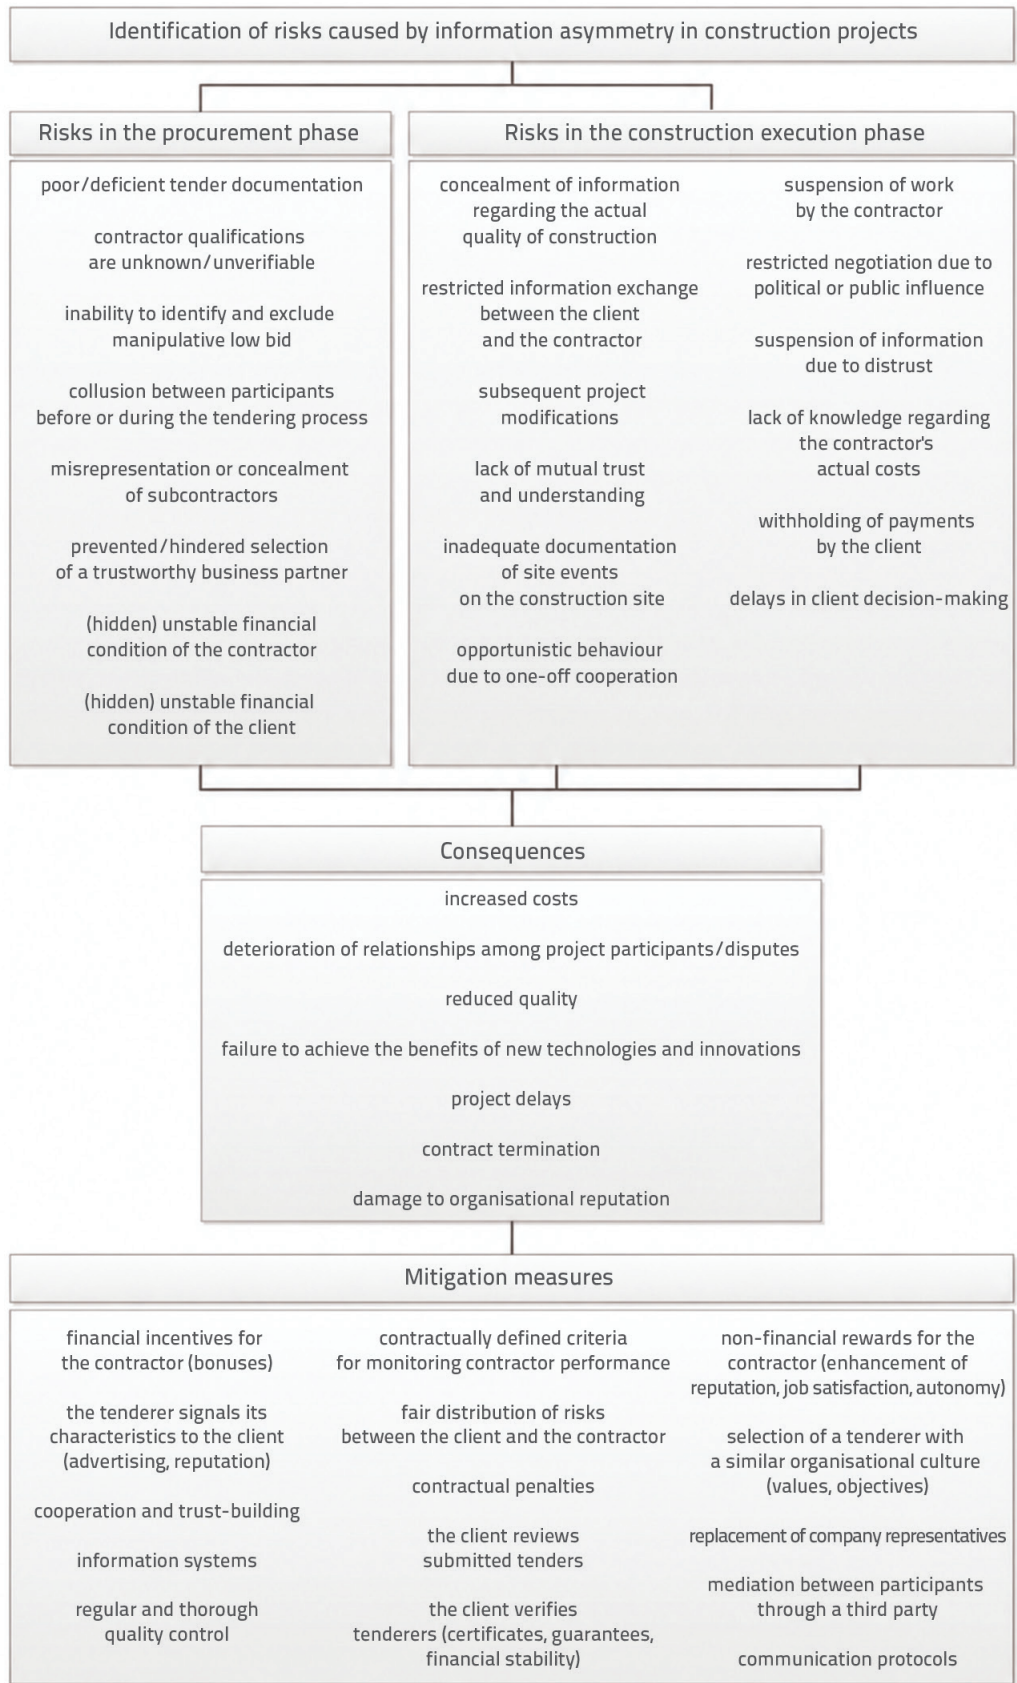 Identification of risks caused by information asymmetry in construction projects
Risks in the procurement phase
poor/deficient tender documentation
contractor qualifications
are unknown/unverifiable
inability to identify and exclude
manipulative low bid
collusion between participants
before or during the tendering process
misrepresentation or concealment
of subcontractors
prevented/hindered selection
of a trustworthy business partner
(hidden) unstable financial
condition of the contractor
(hidden) unstable financial
condition of the client
Risks in the construction execution phase
concealment of information
regarding the actual
quality of construction
restricted information exchange
between the client
and the contractor
subsequent project
modifications
lack of mutual trust
and understanding
inadequate documentation
of site events
on the construction site
opportunistic behaviour
due to one-off cooperation
suspension of work
by the contractor
restricted negotiation due to
political or public influence
suspension of information
due to distrust
lack of knowledge regarding
the contractor's
actual costs
withholding of payments
by the client
delays in client decision-making
Consequences
increased costs
deterioration of relationships among project participants/disputes
reduced quality
failure to achieve the benefits of new technologies and innovations
project delays
contract termination
damage to organisational reputation
Mitigation measures
financial incentives for
the contractor (bonuses)
the tenderer signals its
characteristics to the client
(advertising, reputation)
cooperation and trust-building
information systems
regular and thorough
quality control
contractually defined criteria
for monitoring contractor performance
fair distribution of risks
between the client and the contractor
contractual penalties
the client reviews
submitted tenders
the client verifies
tenderers (certificates, guarantees,
financial stability)
non-financial rewards for the
contractor (enhancement of
reputation, job satisfaction, autonomy)
selection of a tenderer with
a similar organisational culture
(values, objectives)
replacement of company representatives
mediation between participants
through a third party
communication protocols